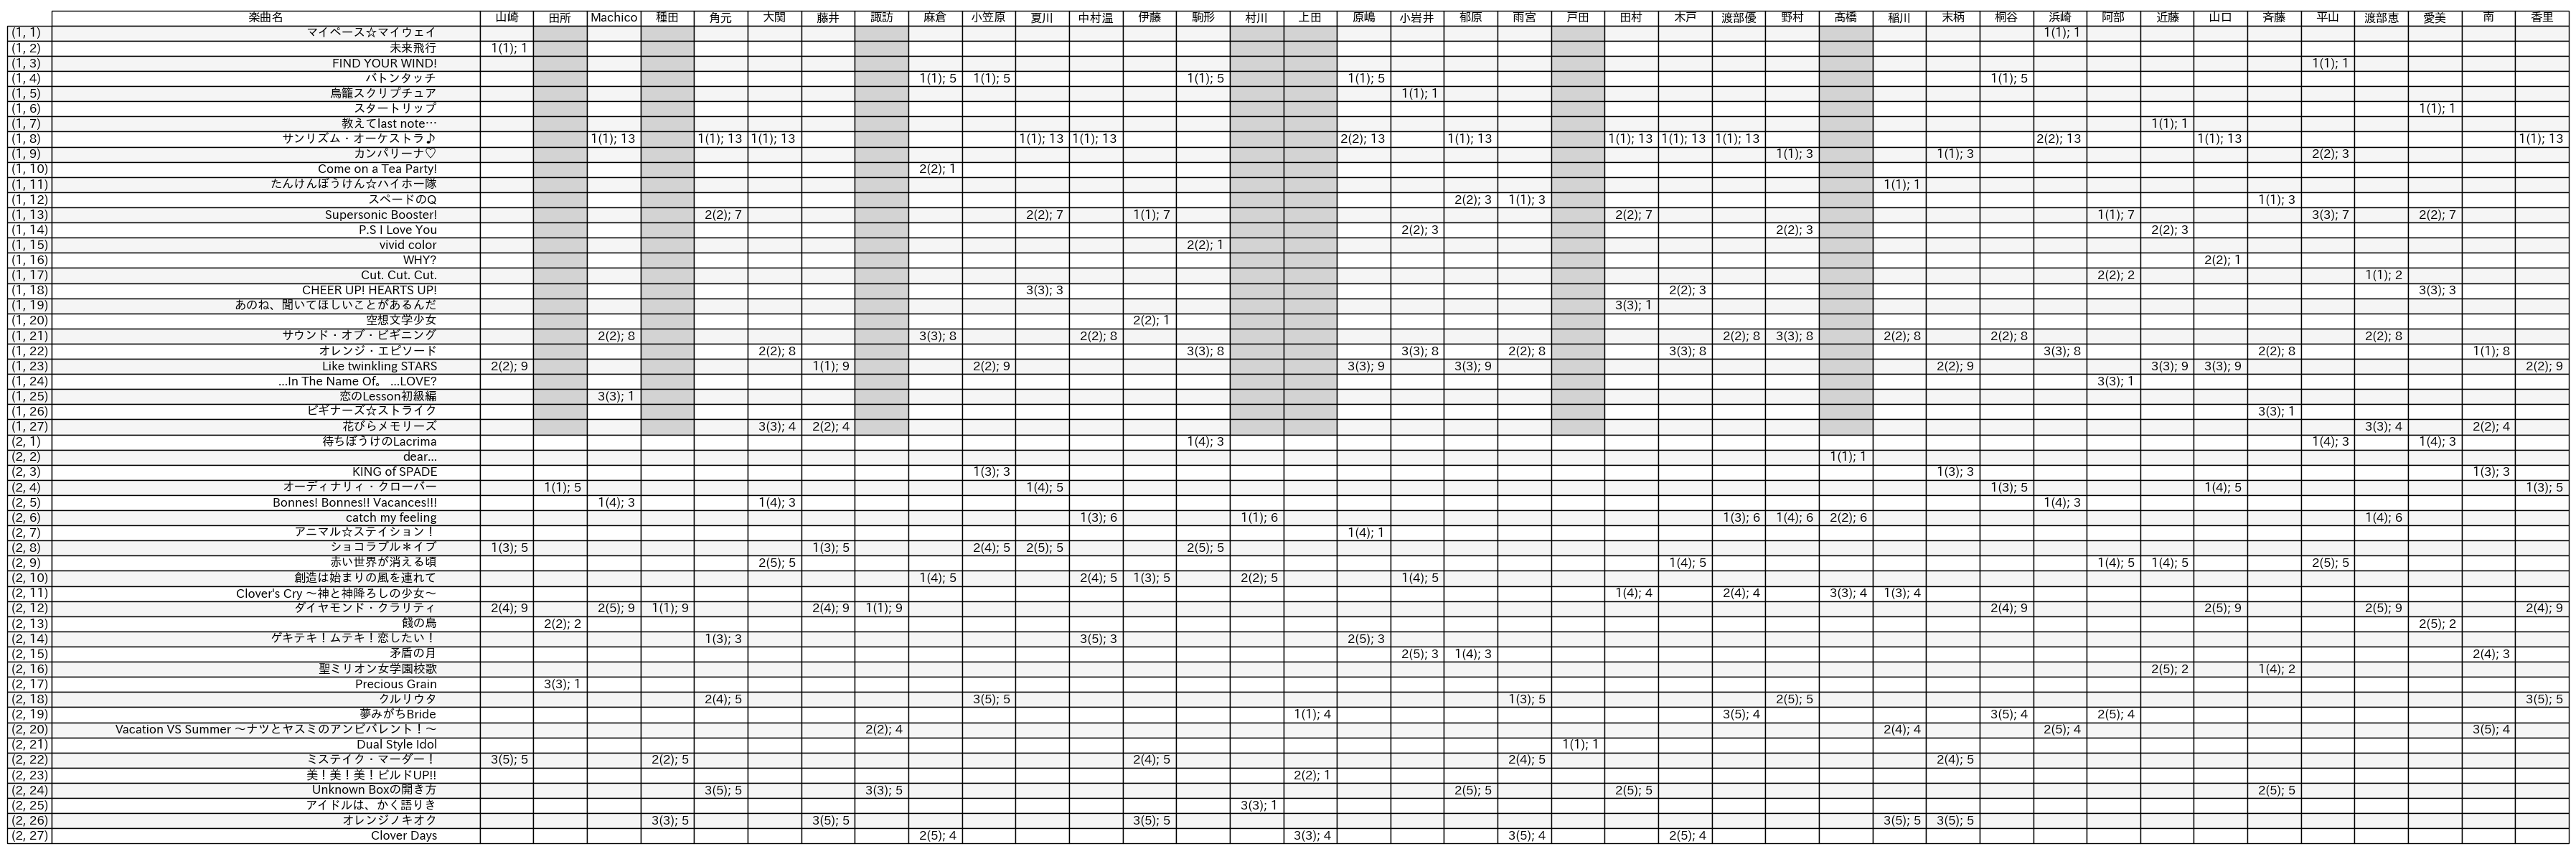 楽曲名 山崎 田所 Machico 種田 角元 大関 藤井 諏訪 麻倉 小笠原 夏川 中村温 伊藤 駒形 村川 上田 原嶋 小岩井 郁原 雨宮 戸田 田村 木戸 渡部優 野村 髙橋 稲川 末柄 桐谷 浜崎 阿部 近藤 山口 斉藤 平山 渡部恵 愛美 南 香里
(1, 1) マイペース☆マイウェイ 1(1); 1
(1, 2) 未来飛行 1(1); 1
(1, 3) FIND YOUR WIND! 1(1); 1
(1, 4) バトンタッチ 1(1); 5 1(1); 5 1(1); 5 1(1); 5 1(1); 5
(1, 5) 鳥籠スクリプチュア 1(1); 1
(1, 6) スタートリップ 1(1); 1
(1, 7) 教えてlast note… 1(1); 1
(1, 8) サンリズム・オーケストラ♪ 1(1); 13 1(1); 13 1(1); 13 1(1); 13 1(1); 13 2(2); 13 1(1); 13 1(1); 13 1(1); 13 1(1); 13 2(2); 13 1(1); 13 1(1); 13
(1, 9) カンパリーナ♡ 1(1); 3 1(1); 3 2(2); 3
(1, 10) Come on a Tea Party! 2(2); 1
(1, 11) たんけんぼうけん☆ハイホー隊 1(1); 1
(1, 12) スペードのQ 2(2); 3 1(1); 3 1(1); 3
(1, 13) Supersonic Booster! 2(2); 7 2(2); 7 1(1); 7 2(2); 7 1(1); 7 3(3); 7 2(2); 7
(1, 14) P.S I Love You 2(2); 3 2(2); 3 2(2); 3
(1, 15) vivid color 2(2); 1
(1, 16) WHY? 2(2); 1
(1, 17) Cut. Cut. Cut. 2(2); 2 1(1); 2
(1, 18) CHEER UP! HEARTS UP! 3(3); 3 2(2); 3 3(3); 3
(1, 19) あのね、聞いてほしいことがあるんだ 3(3); 1
(1, 20) 空想文学少女 2(2); 1
(1, 21) サウンド・オブ・ビギニング 2(2); 8 3(3); 8 2(2); 8 2(2); 8 3(3); 8 2(2); 8 2(2); 8 2(2); 8
(1, 22) オレンジ・エピソード 2(2); 8 3(3); 8 3(3); 8 2(2); 8 3(3); 8 3(3); 8 2(2); 8 1(1); 8
(1, 23) Like twinkling STARS 2(2); 9 1(1); 9 2(2); 9 3(3); 9 3(3); 9 2(2); 9 3(3); 9 3(3); 9 2(2); 9
(1, 24) ...In The Name Of。 ...LOVE? 3(3); 1
(1, 25) 恋のLesson初級編 3(3); 1
(1, 26) ビギナーズ☆ストライク 3(3); 1
(1, 27) 花びらメモリーズ 3(3); 4 2(2); 4 3(3); 4 2(2); 4
(2, 1) 待ちぼうけのLacrima 1(4); 3 1(4); 3 1(4); 3
(2, 2) dear... 1(1); 1
(2, 3) KING of SPADE 1(3); 3 1(3); 3 1(3); 3
(2, 4) オーディナリィ・クローバー 1(1); 5 1(4); 5 1(3); 5 1(4); 5 1(3); 5
(2, 5) Bonnes! Bonnes!! Vacances!!! 1(4); 3 1(4); 3 1(4); 3
(2, 6) catch my feeling 1(3); 6 1(1); 6 1(3); 6 1(4); 6 2(2); 6 1(4); 6
(2, 7) アニマル☆ステイション! 1(4); 1
(2, 8) ショコラブル＊イブ 1(3); 5 1(3); 5 2(4); 5 2(5); 5 2(5); 5
(2, 9) 赤い世界が消える頃 2(5); 5 1(4); 5 1(4); 5 1(4); 5 2(5); 5
(2, 10) 創造は始まりの風を連れて 1(4); 5 2(4); 5 1(3); 5 2(2); 5 1(4); 5
(2, 11) Clover's Cry ～神と神降ろしの少女～ 1(4); 4 2(4); 4 3(3); 4 1(3); 4
(2, 12) ダイヤモンド・クラリティ 2(4); 9 2(5); 9 1(1); 9 2(4); 9 1(1); 9 2(4); 9 2(5); 9 2(5); 9 2(4); 9
(2, 13) 餞の鳥 2(2); 2 2(5); 2
(2, 14) ゲキテキ！ムテキ！恋したい！ 1(3); 3 3(5); 3 2(5); 3
(2, 15) 矛盾の月 2(5); 3 1(4); 3 2(4); 3
(2, 16) 聖ミリオン女学園校歌 2(5); 2 1(4); 2
(2, 17) Precious Grain 3(3); 1
(2, 18) クルリウタ 2(4); 5 3(5); 5 1(3); 5 2(5); 5 3(5); 5
(2, 19) 夢みがちBride 1(1); 4 3(5); 4 3(5); 4 2(5); 4
(2, 20) Vacation VS Summer ～ナツとヤスミのアンビバレント！～ 2(2); 4 2(4); 4 2(5); 4 3(5); 4
(2, 21) Dual Style Idol 1(1); 1
(2, 22) ミステイク・マーダー！ 3(5); 5 2(2); 5 2(4); 5 2(4); 5 2(4); 5
(2, 23) 美！美！美！ビルドUP!! 2(2); 1
(2, 24) Unknown Boxの開き方 3(5); 5 3(3); 5 2(5); 5 2(5); 5 2(5); 5
(2, 25) アイドルは、かく語りき 3(3); 1
(2, 26) オレンジノキオク 3(3); 5 3(5); 5 3(5); 5 3(5); 5 3(5); 5
(2, 27) Clover Days 2(5); 4 3(3); 4 3(5); 4 2(5); 4